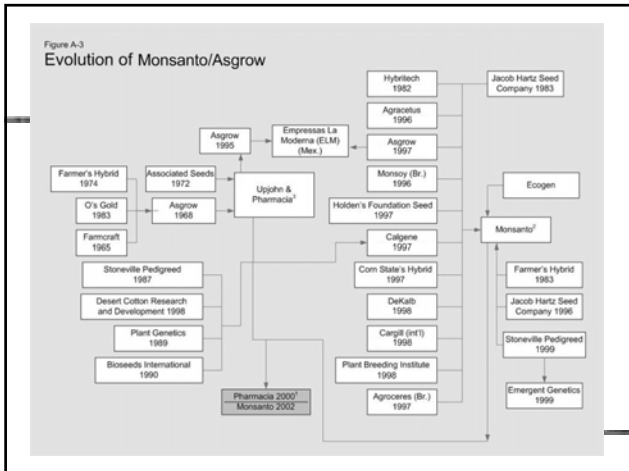 Figure A-3
Evolution of Monsanto/Asgrow
Hybritech
1982
Jacob Hartz Seed
Company 1983
Agracetus
1996
Asgrow
1995
Empressas La
Moderna (ELM)
(Mex.)
Asgrow
1997
Farmer's Hybrid
1974
Associated Seeds
1972
Upjohn &
Pharmacia³
Monsoy (Br.)
1996
Ecogen
O's Gold
1983
Asgrow
1968
Holden's Foundation Seed
1997
Monsanto²
Farmcraft
1965
Calgene
1997
Stoneville Pedigreed
1987
Corn State's Hybrid
1997
Farmer's Hybrid
1983
Desert Cotton Research
and Development 1998
DeKalb
1998
Jacob Hartz Seed
Company 1996
Plant Genetics
1989
Cargill (int'l)
1998
Stoneville Pedigreed
1999
Bioseeds International
1990
Plant Breeding Institute
1998
Emergent Genetics
1999
Pharmacia 2000¹
Monsanto 2002
Agroceres (Br.)
1997